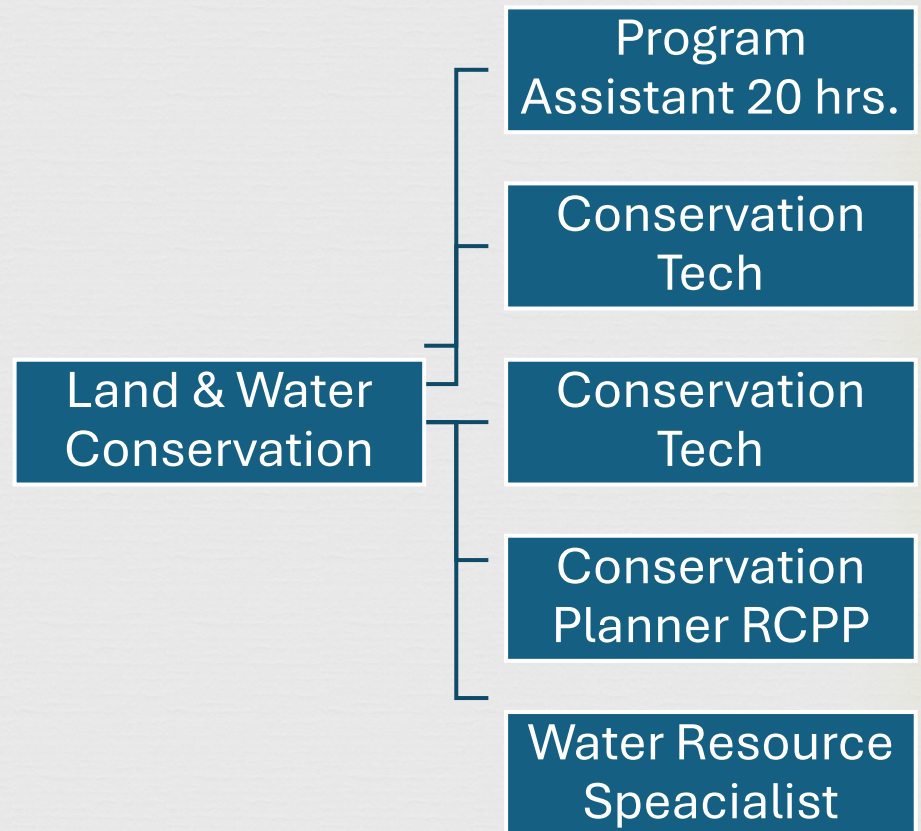 Program
Assistant 20 hrs.
Conservation
Tech
Land & Water
Conservation
Conservation
Tech
Conservation
Planner RCPP
Water Resource
Speacialist